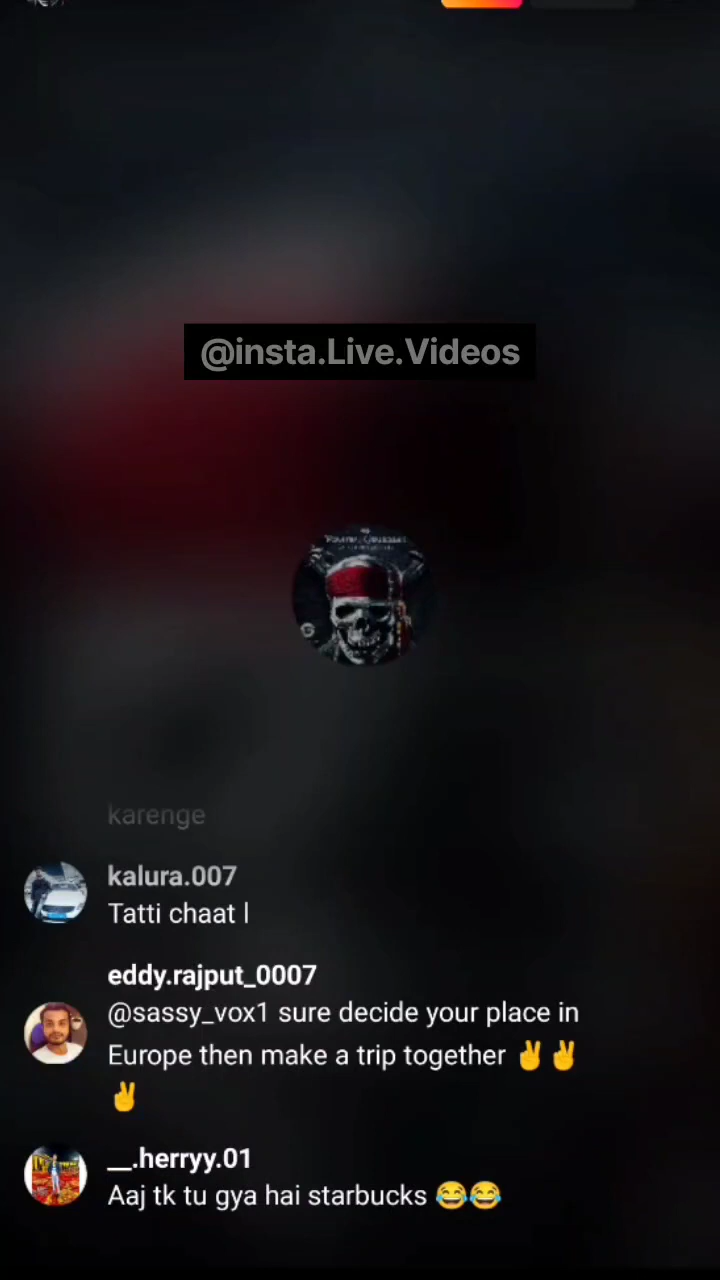 @insta.Live.Videos
karenge
kalura.007
Tatti chaat l
eddy.rajput_0007
@sassy_vox1 sure decide your place in
Europe then make a trip together ✌️✌️
✌️
__.herryy.01
Aaj tk tu gya hai starbucks 😂😂